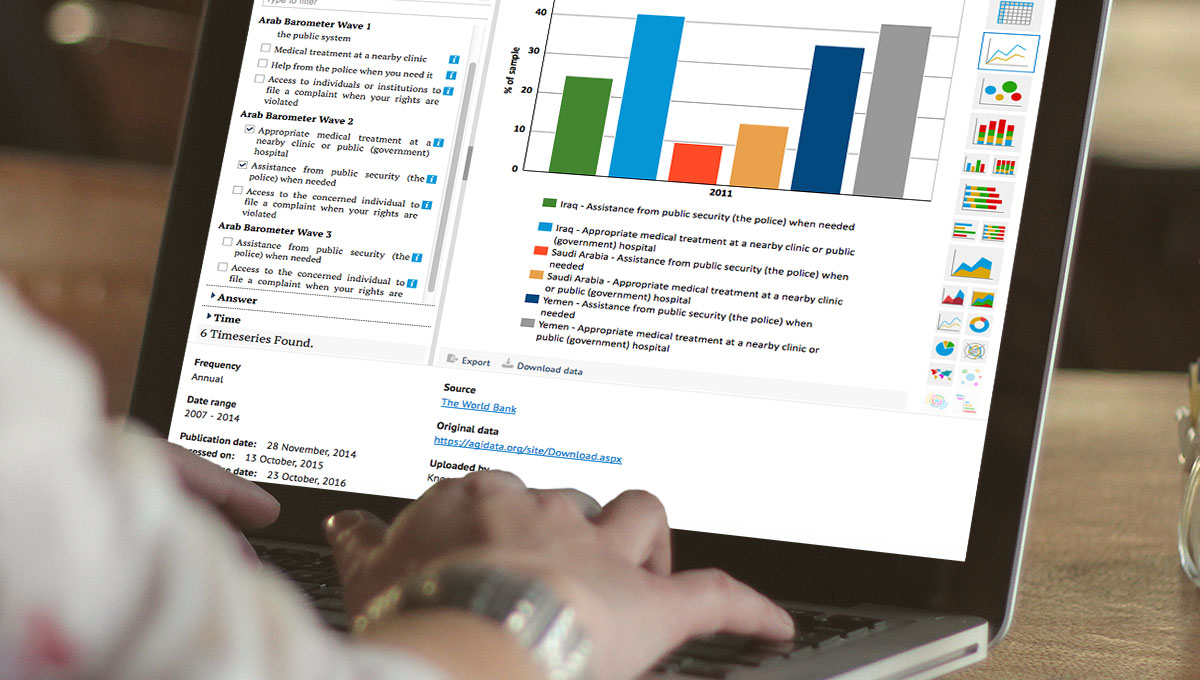 Type to filter
Arab Barometer Wave 1
the public system
Medical treatment at a nearby clinic
Help from the police when you need it
Access to individuals or institutions to
file a complaint when your rights are
violated
Arab Barometer Wave 2
Appropriate medical treatment at a
nearby clinic or public (government)
hospital
Assistance from public security (the
police) when needed
Access to the concerned individual to
file a complaint when your rights are
violated
Arab Barometer Wave 3
Assistance from public security (the
police) when needed
Access to the concerned individual to
file a complaint when your rights are
Answer
Time
6 Timeseries Found.
% of sample
40
30
20
10
0
2011
Iraq - Assistance from public security (the police) when needed
Iraq - Appropriate medical treatment at a nearby clinic or public
(government) hospital
Saudi Arabia - Assistance from public security (the police) when
needed
Saudi Arabia - Appropriate medical treatment at a nearby clinic
or public (government) hospital
Yemen - Assistance from public security (the police) when
needed
Yemen - Appropriate medical treatment at a nearby clinic or
public (government) hospital
Export
Download data
Frequency
Annual
Date range
2007 - 2014
Publication date: 28 November, 2014
essed on: 13 October, 2015
date: 23 October, 2016
Source
The World Bank
Original data
https://agidata.org/site/Download.aspx
Uploaded by